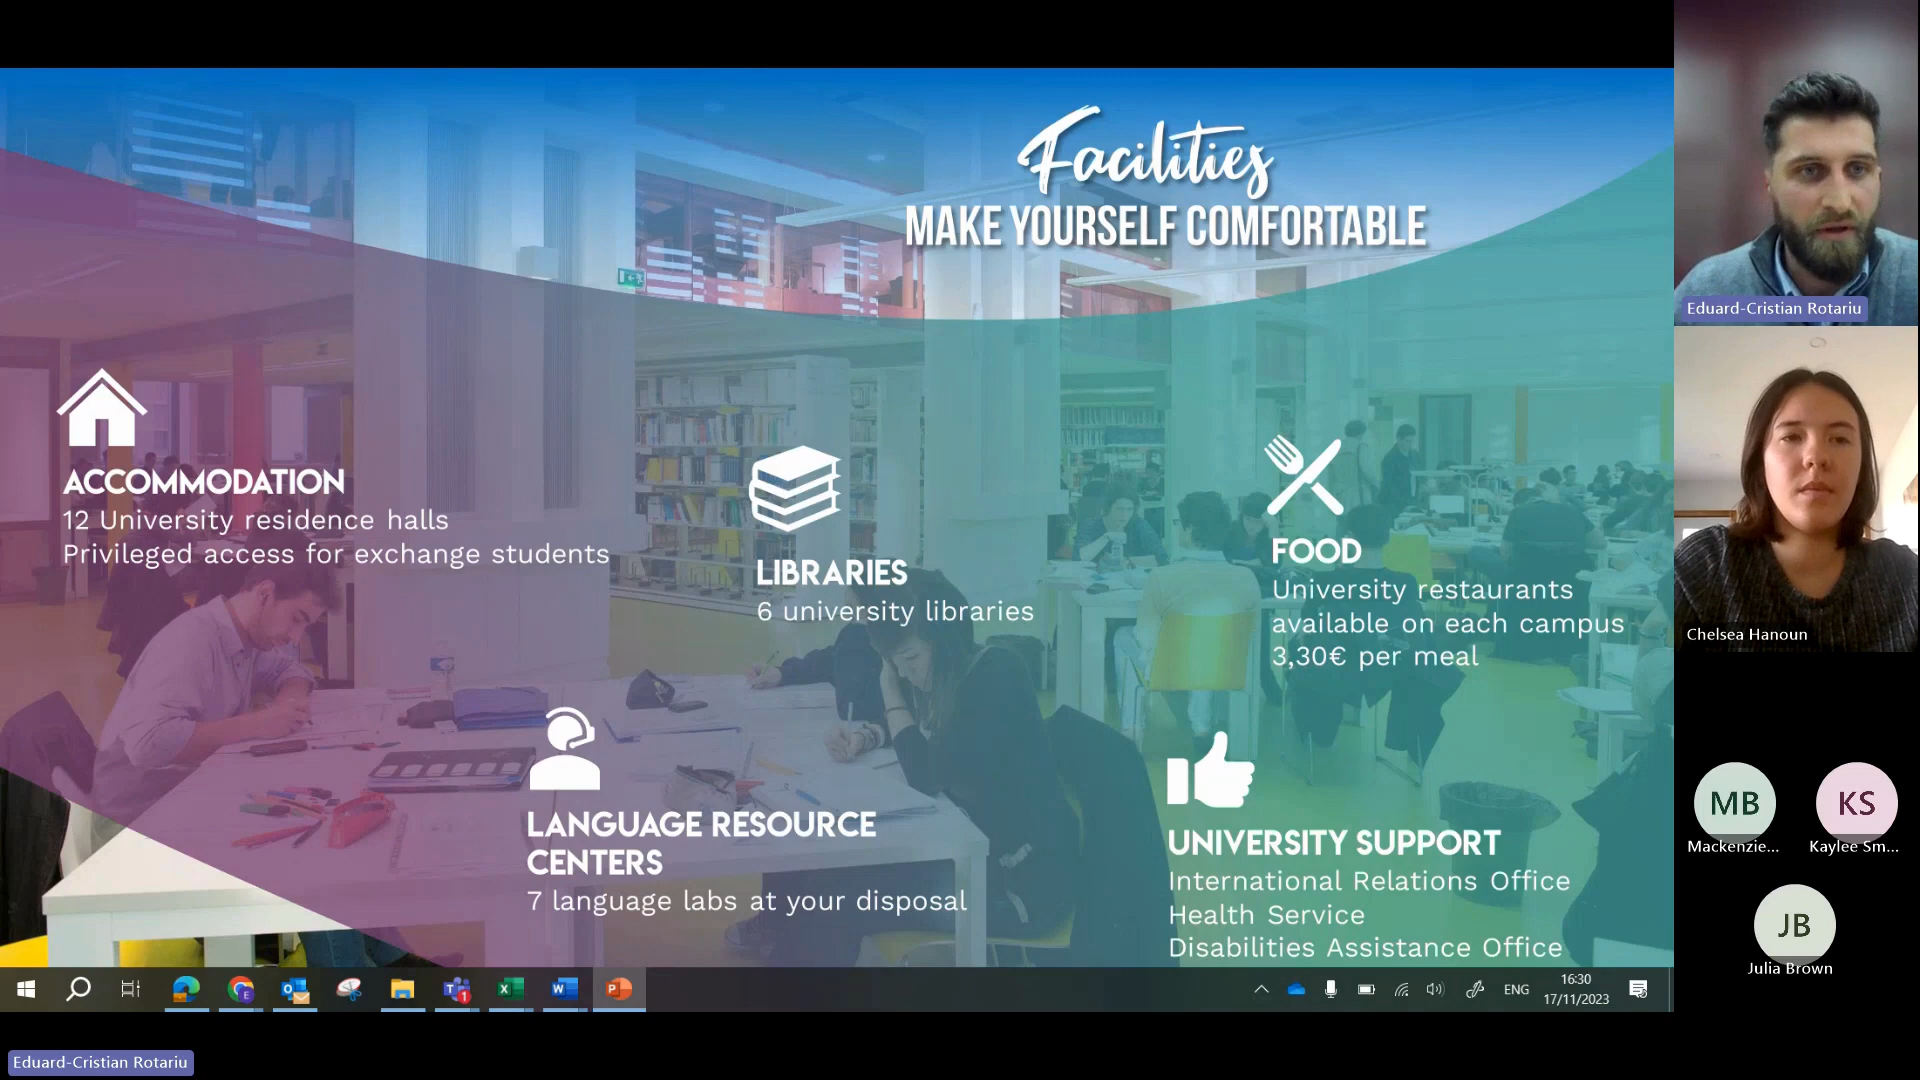 Facilities
MAKE YOURSELF COMFORTABLE
ACCOMMODATION
12 University residence halls
Privileged access for exchange students
LIBRARIES
6 university libraries
FOOD
University restaurants
available on each campus
3,30€ per meal
LANGUAGE RESOURCE
CENTERS
7 language labs at your disposal
UNIVERSITY SUPPORT
International Relations Office
Health Service
Disabilities Assistance Office
Eduard-Cristian Rotariu
Chelsea Hanoun
MB
Mackenzie...
KS
Kaylee Sm...
JB
Julia Brown
E
T
1
X
W
P
ENG
16:30
17/11/2023
Eduard-Cristian Rotariu